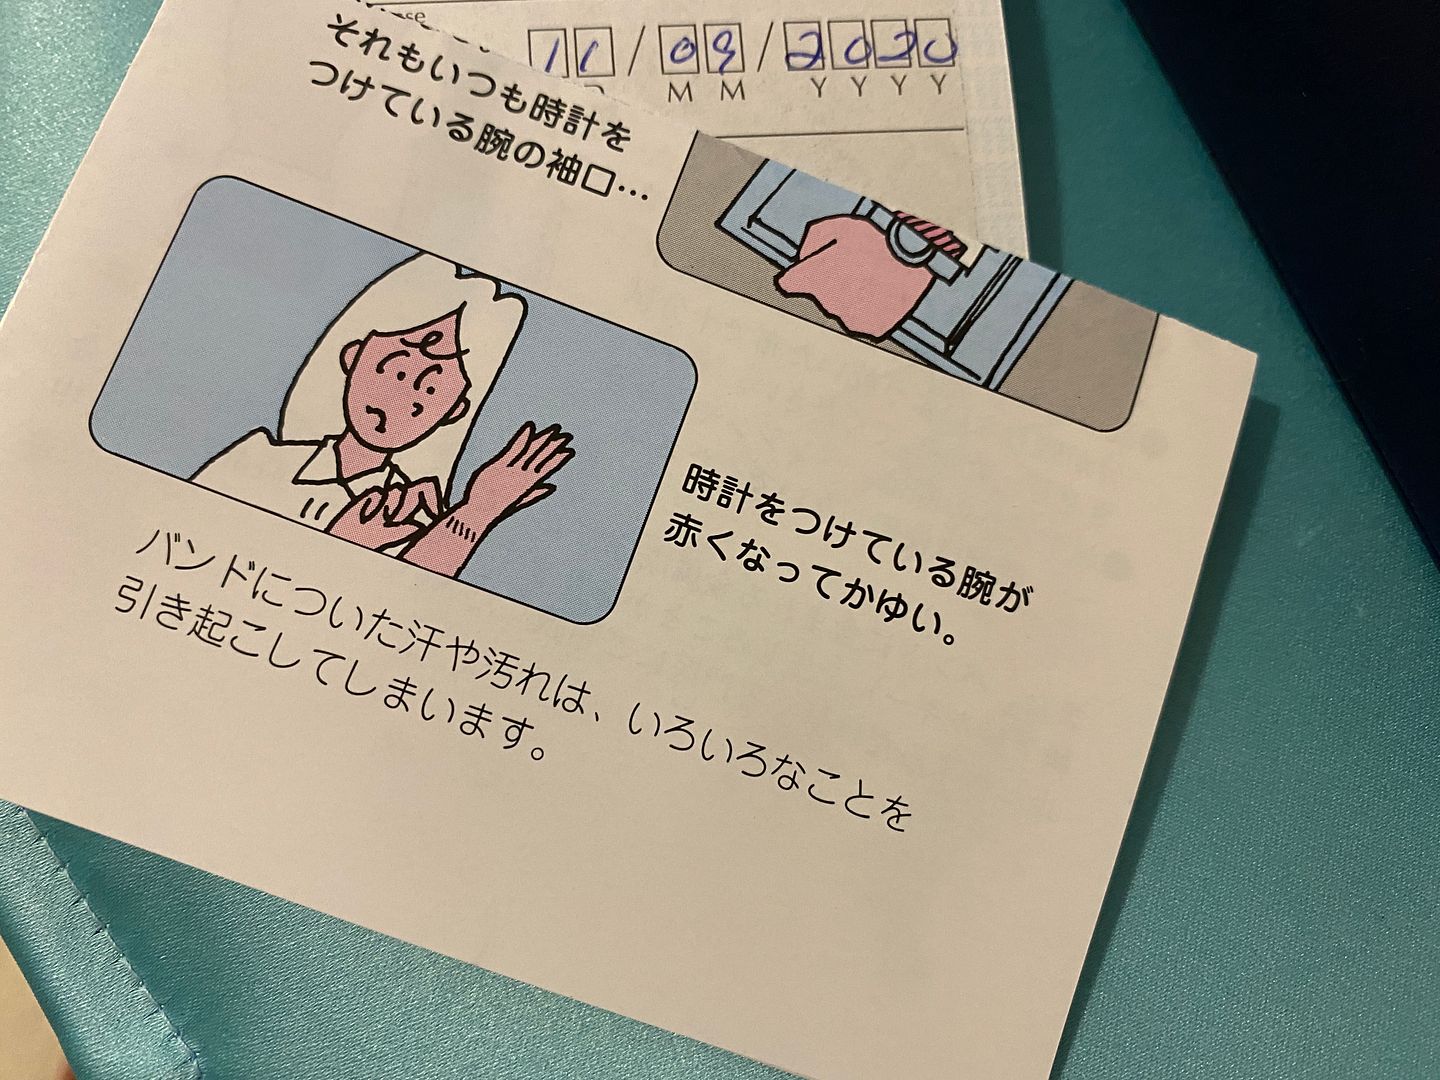 11/09/2020
M M Y Y Y Y
それもいつも時計を
つけている腕の袖口…
時計をつけている腕が
赤くなってかゆい。
バンドについた汗や汚れは、いろいろなことを
引き起こしてしまいます。